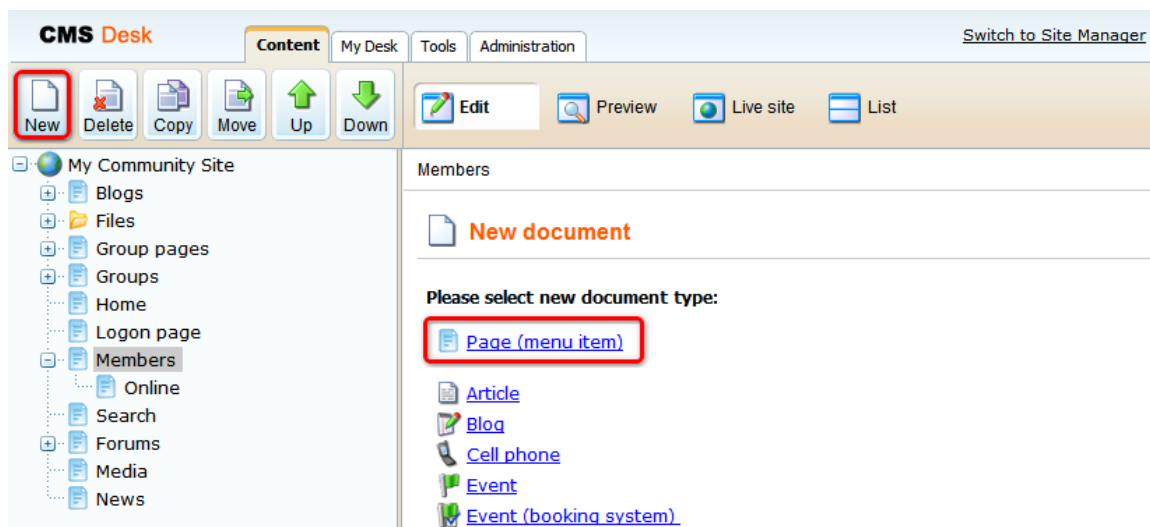 CMS Desk
Content
My Desk
Tools
Administration
Switch to Site Manager
New
Delete
Copy
Move
Up
Down
Edit
Preview
Live site
List
My Community Site
Blogs
Files
Group pages
Groups
Home
Logon page
Members
Online
Search
Forums
Media
News
Members
New document
Please select new document type:
Page (menu item)
Article
Blog
Cell phone
Event
Event (booking system)